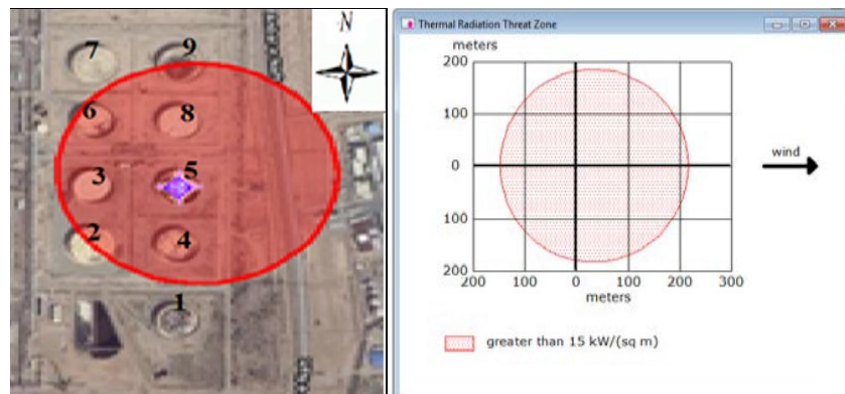 N
7
9
6
8
3
5
2
4
1
Thermal Radiation Threat Zone
meters
200
100
0
100
200
200 100 0 100 200 300
meters
wind
greater than 15 kW/(sq m)